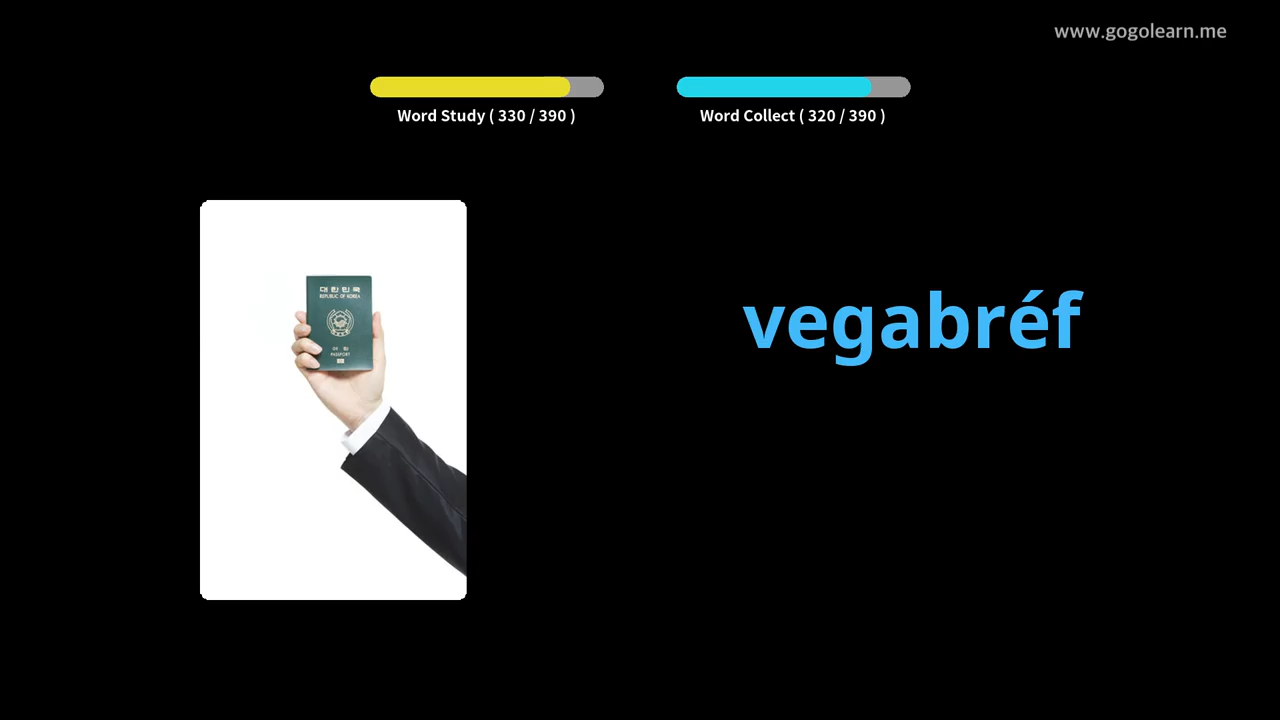 www.gogolearn.me
Word Study ( 330 / 390 )
Word Collect ( 320 / 390 )
대한민국
REPUBLIC OF KOREA
vegabréf
PASSPORT